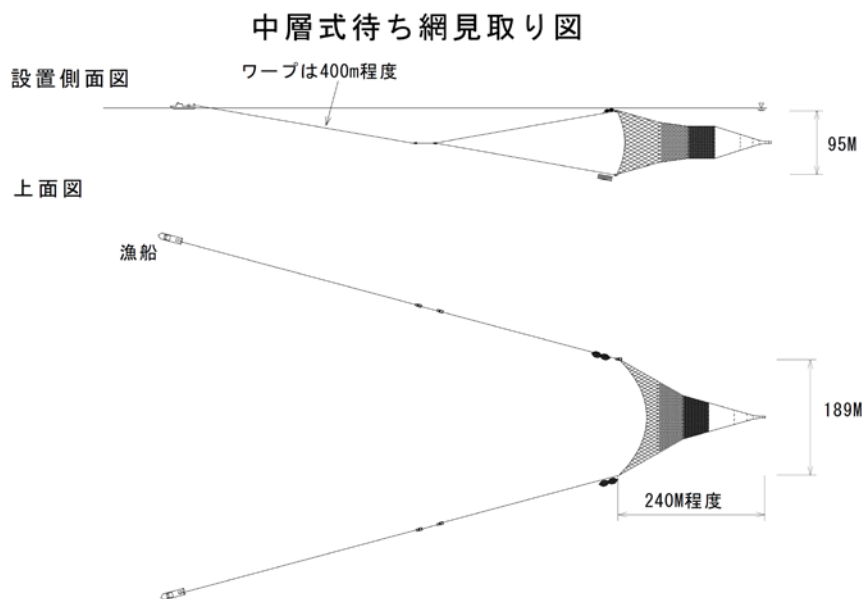 中層式待ち網見取り図
設置側面図
ワープは400m程度
95M
上面図
漁船
189M
240M程度